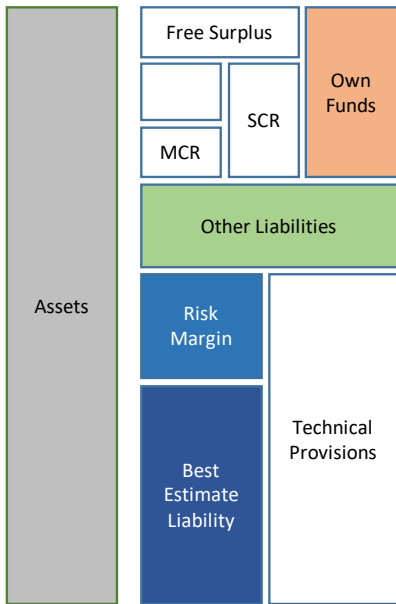 Free Surplus
Own
Funds
SCR
MCR
Other Liabilities
Assets
Risk
Margin
Technical
Provisions
Best
Estimate
Liability